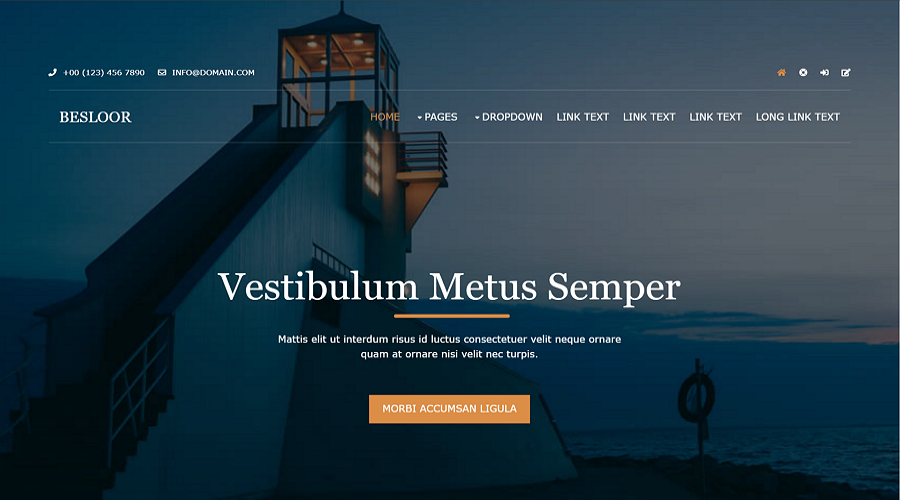 +00 (123) 456 7890 INFO@DOMAIN.COM
BESLOOR HOME PAGES DROPDOWN LINK TEXT LINK TEXT LINK TEXT LONG LINK TEXT
Vestibulum Metus Semper
Mattis elit ut interdum risus id luctus consectetuer velit neque ornare
quam at ornare nisi velit nec turpis.
MORBI ACCUMSAN LIGULA